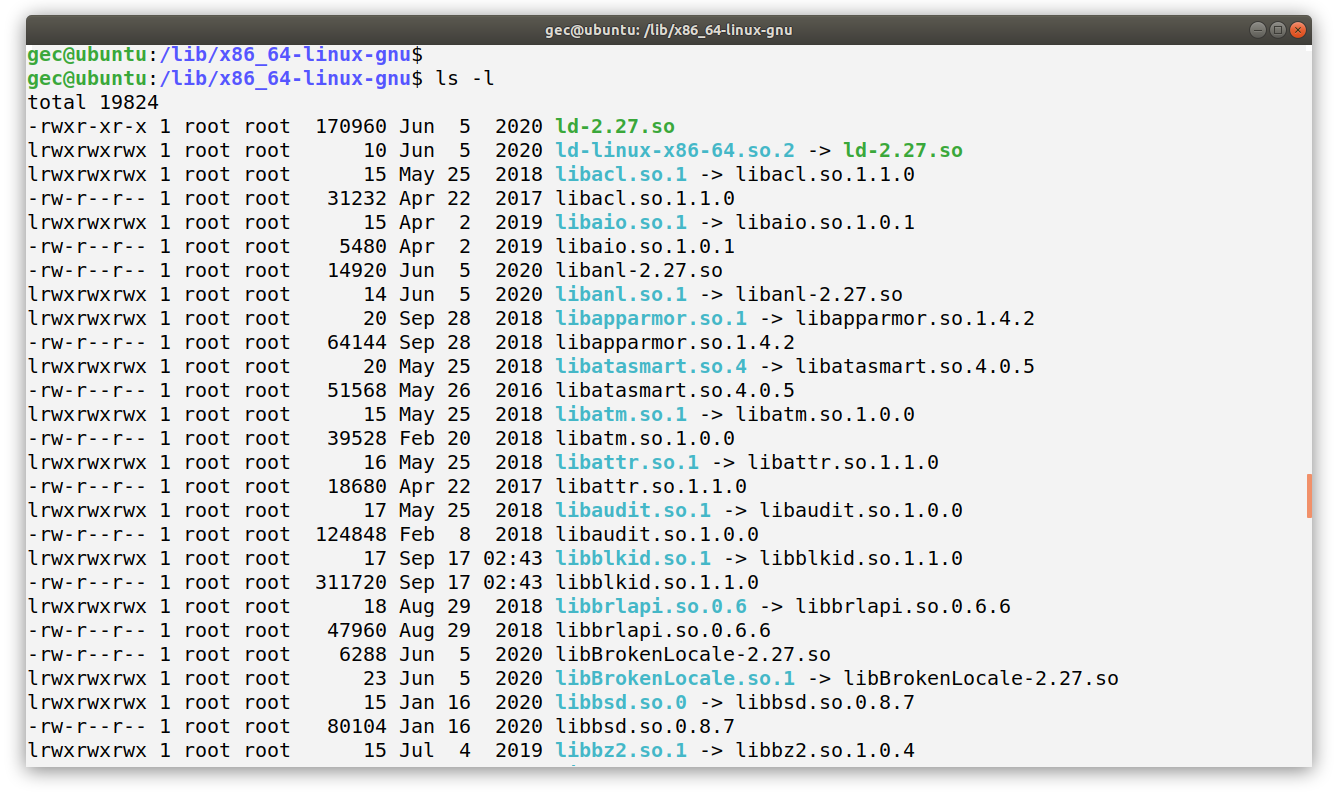 gec@ubuntu: /lib/x86_64-linux-gnu
gec@ubuntu:/lib/x86_64-linux-gnu$
gec@ubuntu:/lib/x86_64-linux-gnu$ ls -l
total 19824
-rwxr-xr-x 1 root root  170960 Jun  5  2020 ld-2.27.so
lrwxrwxrwx 1 root root      10 Jun  5  2020 ld-linux-x86-64.so.2 -> ld-2.27.so
lrwxrwxrwx 1 root root      15 May 25  2018 libacl.so.1 -> libacl.so.1.1.0
-rw-r--r-- 1 root root   31232 Apr 22  2017 libacl.so.1.1.0
lrwxrwxrwx 1 root root      15 Apr  2  2019 libaio.so.1 -> libaio.so.1.0.1
-rw-r--r-- 1 root root    5480 Apr  2  2019 libaio.so.1.0.1
-rw-r--r-- 1 root root   14920 Jun  5  2020 libanl-2.27.so
lrwxrwxrwx 1 root root      14 Jun  5  2020 libanl.so.1 -> libanl-2.27.so
lrwxrwxrwx 1 root root      20 Sep 28  2018 libapparmor.so.1 -> libapparmor.so.1.4.2
-rw-r--r-- 1 root root   64144 Sep 28  2018 libapparmor.so.1.4.2
lrwxrwxrwx 1 root root      20 May 25  2018 libatasmart.so.4 -> libatasmart.so.4.0.5
-rw-r--r-- 1 root root   51568 May 26  2016 libatasmart.so.4.0.5
lrwxrwxrwx 1 root root      15 May 25  2018 libatm.so.1 -> libatm.so.1.0.0
-rw-r--r-- 1 root root   39528 Feb 20  2018 libatm.so.1.0.0
lrwxrwxrwx 1 root root      16 May 25  2018 libattr.so.1 -> libattr.so.1.1.0
-rw-r--r-- 1 root root   18680 Apr 22  2017 libattr.so.1.1.0
lrwxrwxrwx 1 root root      17 May 25  2018 libaudit.so.1 -> libaudit.so.1.0.0
-rw-r--r-- 1 root root  124848 Feb  8  2018 libaudit.so.1.0.0
lrwxrwxrwx 1 root root      17 Sep 17 02:43 libblkid.so.1 -> libblkid.so.1.1.0
-rw-r--r-- 1 root root  311720 Sep 17 02:43 libblkid.so.1.1.0
lrwxrwxrwx 1 root root      18 Aug 29  2018 libbrlapi.so.0.6 -> libbrlapi.so.0.6.6
-rw-r--r-- 1 root root   47960 Aug 29  2018 libbrlapi.so.0.6.6
-rw-r--r-- 1 root root    6288 Jun  5  2020 libBrokenLocale-2.27.so
lrwxrwxrwx 1 root root      23 Jun  5  2020 libBrokenLocale.so.1 -> libBrokenLocale-2.27.so
lrwxrwxrwx 1 root root      15 Jan 16  2020 libbsd.so.0 -> libbsd.so.0.8.7
-rw-r--r-- 1 root root   80104 Jan 16  2020 libbsd.so.0.8.7
lrwxrwxrwx 1 root root      15 Jul  4  2019 libbz2.so.1 -> libbz2.so.1.0.4